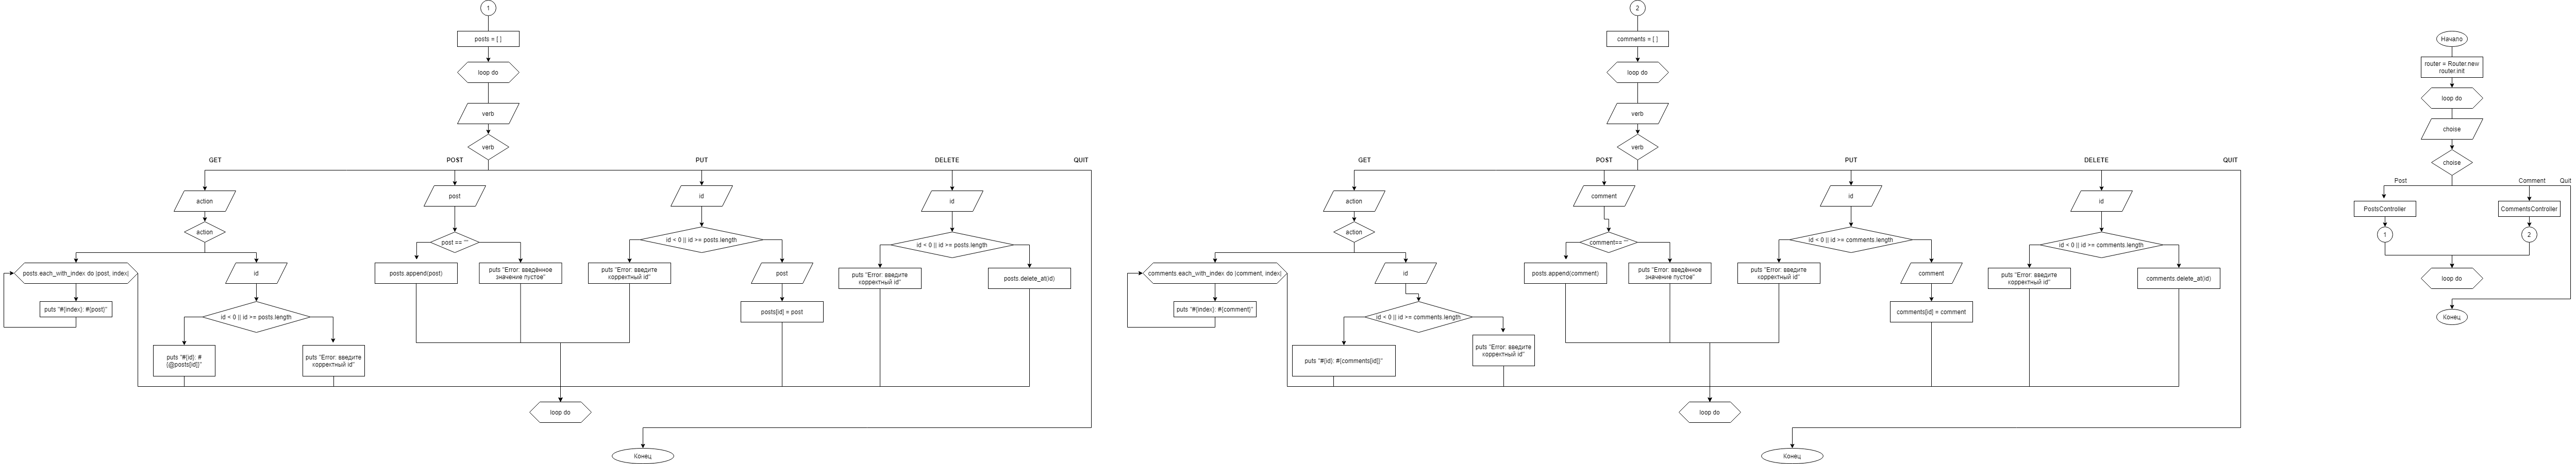 1
posts = [ ]
loop do
verb
verb
GET
POST
PUT
DELETE
QUIT
action
post
id
id
action
post == ""
id < 0 || id >= posts.length
id < 0 || id >= posts.length
posts.each_with_index do |post, index|
id
posts.append(post)
puts "Error: введённое
значение пустое"
puts "Error: введите
корректный id"
post
puts "Error: введите
корректный id"
posts.delete_at(id)
puts "#{index}: #{post}"
id < 0 || id >= posts.length
posts[id] = post
puts "#{id}: #
{@posts[id]}"
puts "Error: введите
корректный id"
loop do
Конец
2
comments = [ ]
loop do
verb
verb
GET
POST
PUT
DELETE
QUIT
action
comment
id
id
action
comment== ""
id < 0 || id >= comments.length
id < 0 || id >= comments.length
comments.each_with_index do |comment, index|
id
posts.append(comment)
puts "Error: введённое
значение пустое"
puts "Error: введите
корректный id"
comment
puts "Error: введите
корректный id"
comments.delete_at(id)
puts "#{index}: #{comment}"
id < 0 || id >= comments.length
comments[id] = comment
puts "#{id}: #{comments[id]}"
puts "Error: введите
корректный id"
loop do
Конец
Начало
router = Router.new
router.init
loop do
choise
choise
Post
Comment
Quit
PostsController
CommentsController
1
2
loop do
Конец